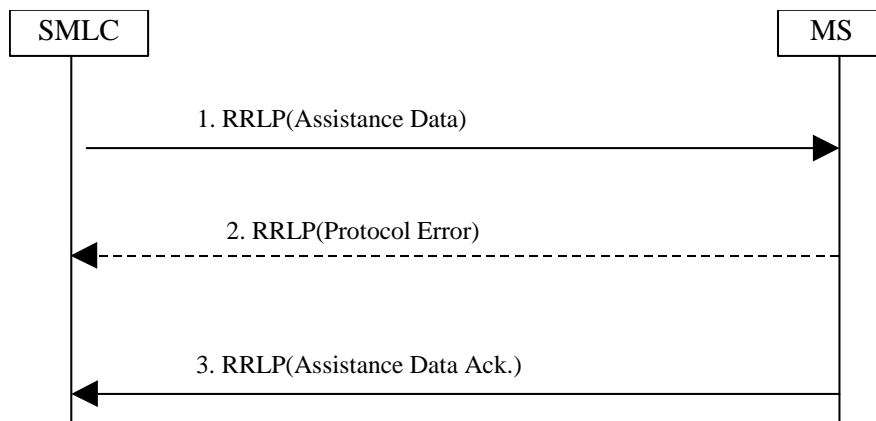 SMLC
MS
1. RRLP(Assistance Data)
2. RRLP(Protocol Error)
3. RRLP(Assistance Data Ack.)